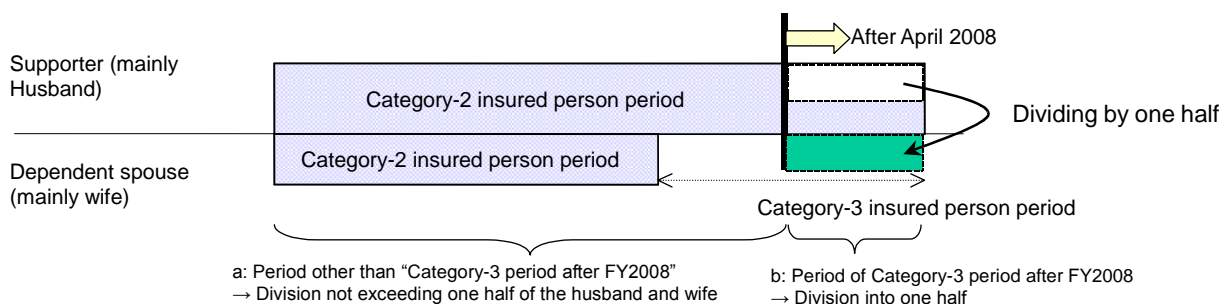 After April 2008
Supporter (mainly
Husband)
Category-2 insured person period
Dividing by one half
Category-2 insured person period
Dependent spouse
(mainly wife)
Category-3 insured person period
a: Period other than “Category-3 period after FY2008”
→ Division not exceeding one half of the husband and wife
b: Period of Category-3 period after FY2008
→ Division into one half